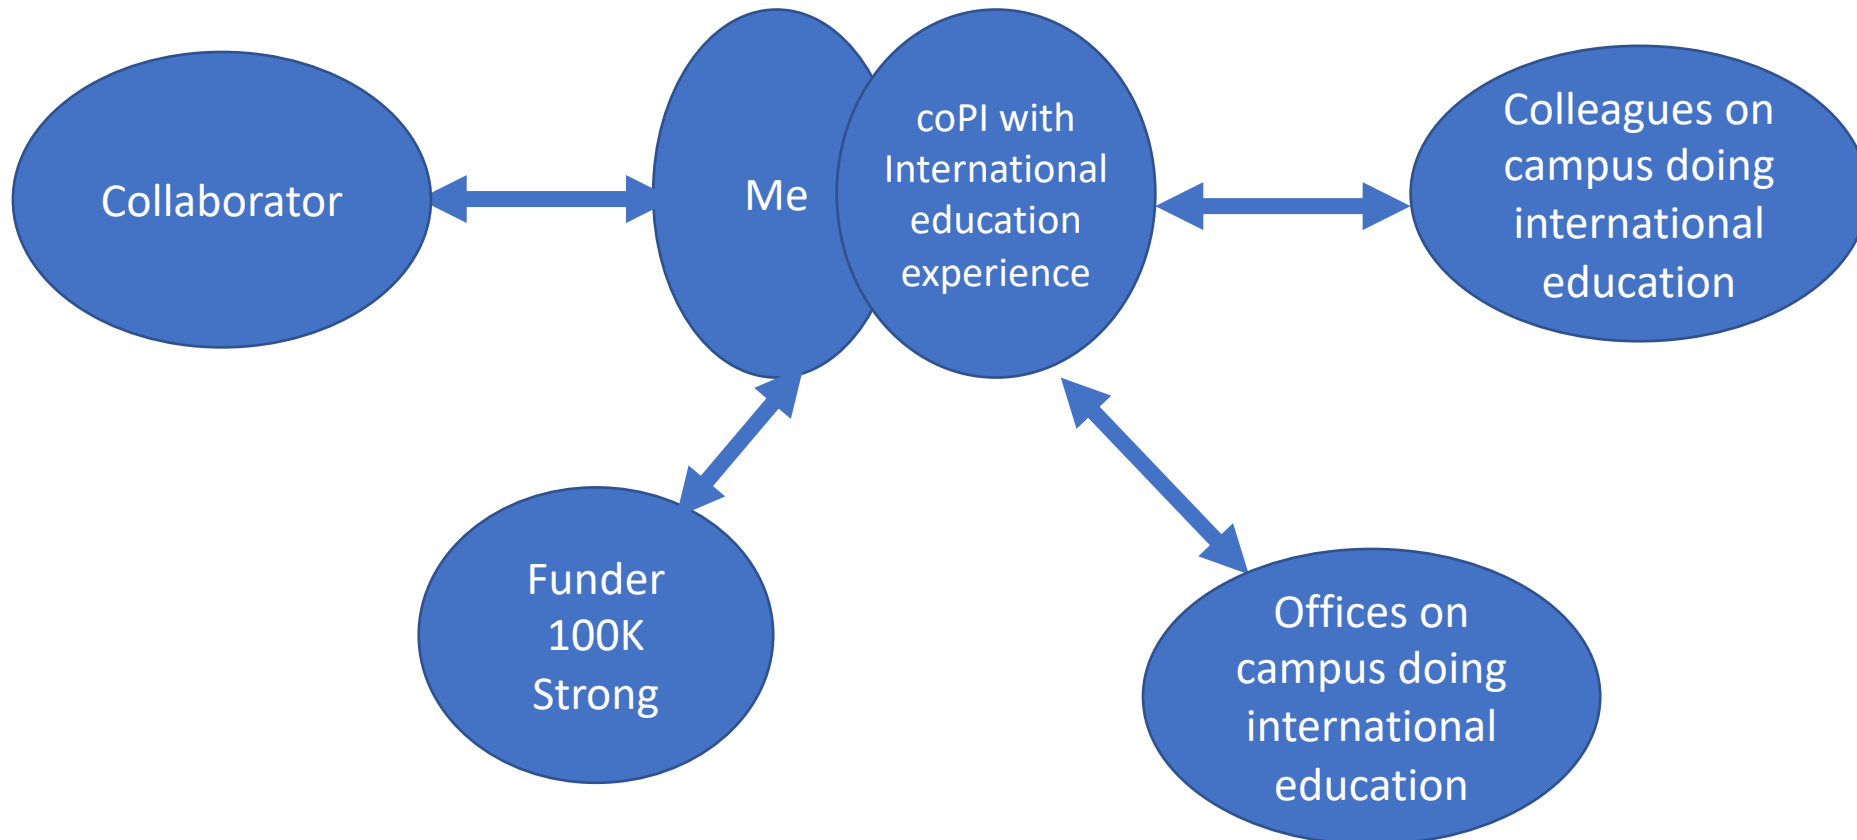 Collaborator
Me
coPI with
International
education
experience
Colleagues on
campus doing
international
education
Funder
100K
Strong
Offices on
campus doing
international
education